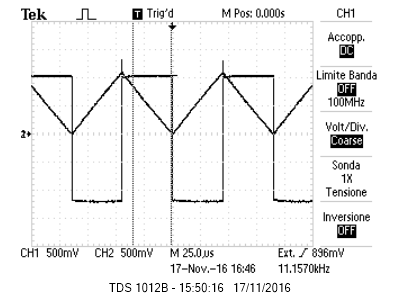 Tek Trig'd M Pos: 0.000s CH1
Accopp.
DC
Limite Banda
OFF
100MHz
Volt/Div.
Coarse
2
Sonda
1X
Tensione
Inversione
OFF
CH1 500mV CH2 500mV M 25.0µs Ext. / 896mV
17-Nov.-16 16:46 11.1570kHz
TDS 1012B - 15:50:16 17/11/2016